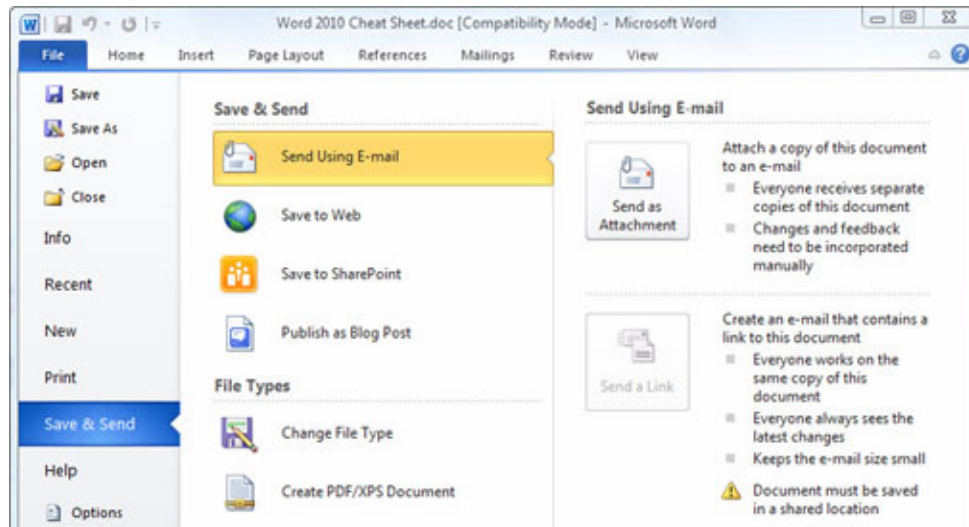 W
Word 2010 Cheat Sheet.doc [Compatibility Mode] - Microsoft Word
File Home Insert Page Layout References Mailings Review View
?
Save
Save As
Open
Close
Info
Recent
New
Print
Save & Send
Help
Options
Save & Send
Send Using E-mail
Save to Web
Save to SharePoint
Publish as Blog Post
File Types
Change File Type
Create PDF/XPS Document
Send Using E-mail
Send as
Attachment
Attach a copy of this document
to an e-mail
Everyone receives separate
copies of this document
Changes and feedback
need to be incorporated
manually
Send a Link
Create an e-mail that contains a
link to this document
Everyone works on the
same copy of this
document
Everyone always sees the
latest changes
Keeps the e-mail size small
Document must be saved
in a shared location